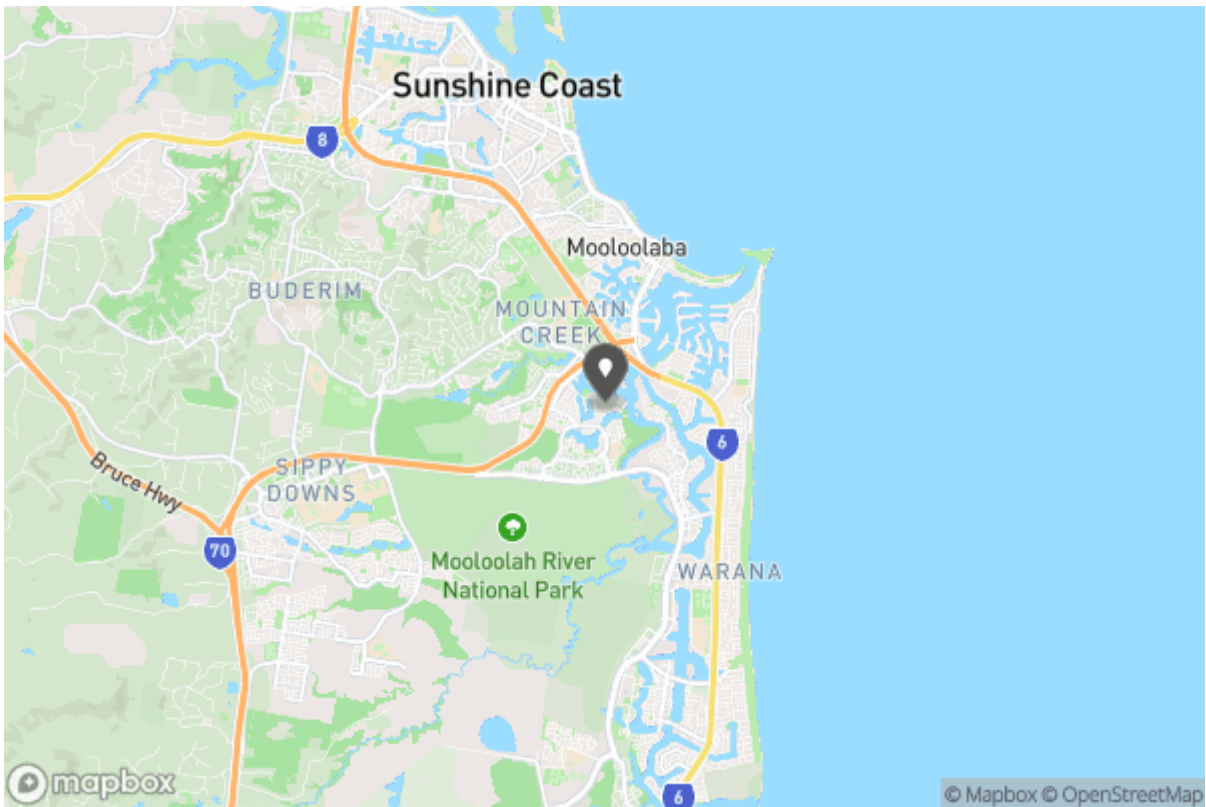 Sunshine Coast
8
Mooloolaba
BUDERIM
MOUNTAIN
CREEK
6
Bruce Hwy
SIPPY
DOWNS
70
Mooloolah River
National Park
WARANA
mapbox
6
© Mapbox © OpenStreetMap